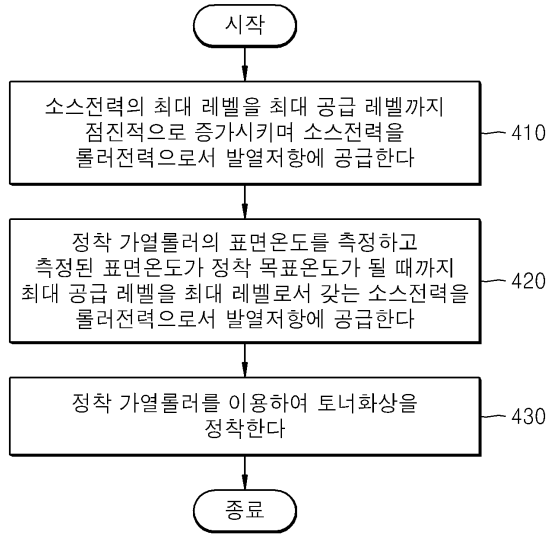 시작
소스전력의 최대 레벨을 최대 공급 레벨까지
점진적으로 증가시키며 소스전력을
롤러전력으로서 발열저항에 공급한다
410
정착 가열롤러의 표면온도를 측정하고
측정된 표면온도가 정착 목표온도가 될 때까지
최대 공급 레벨을 최대 레벨로서 갖는 소스전력을
롤러전력으로서 발열저항에 공급한다
420
정착 가열롤러를 이용하여 토너화상을
정착한다
430
종료